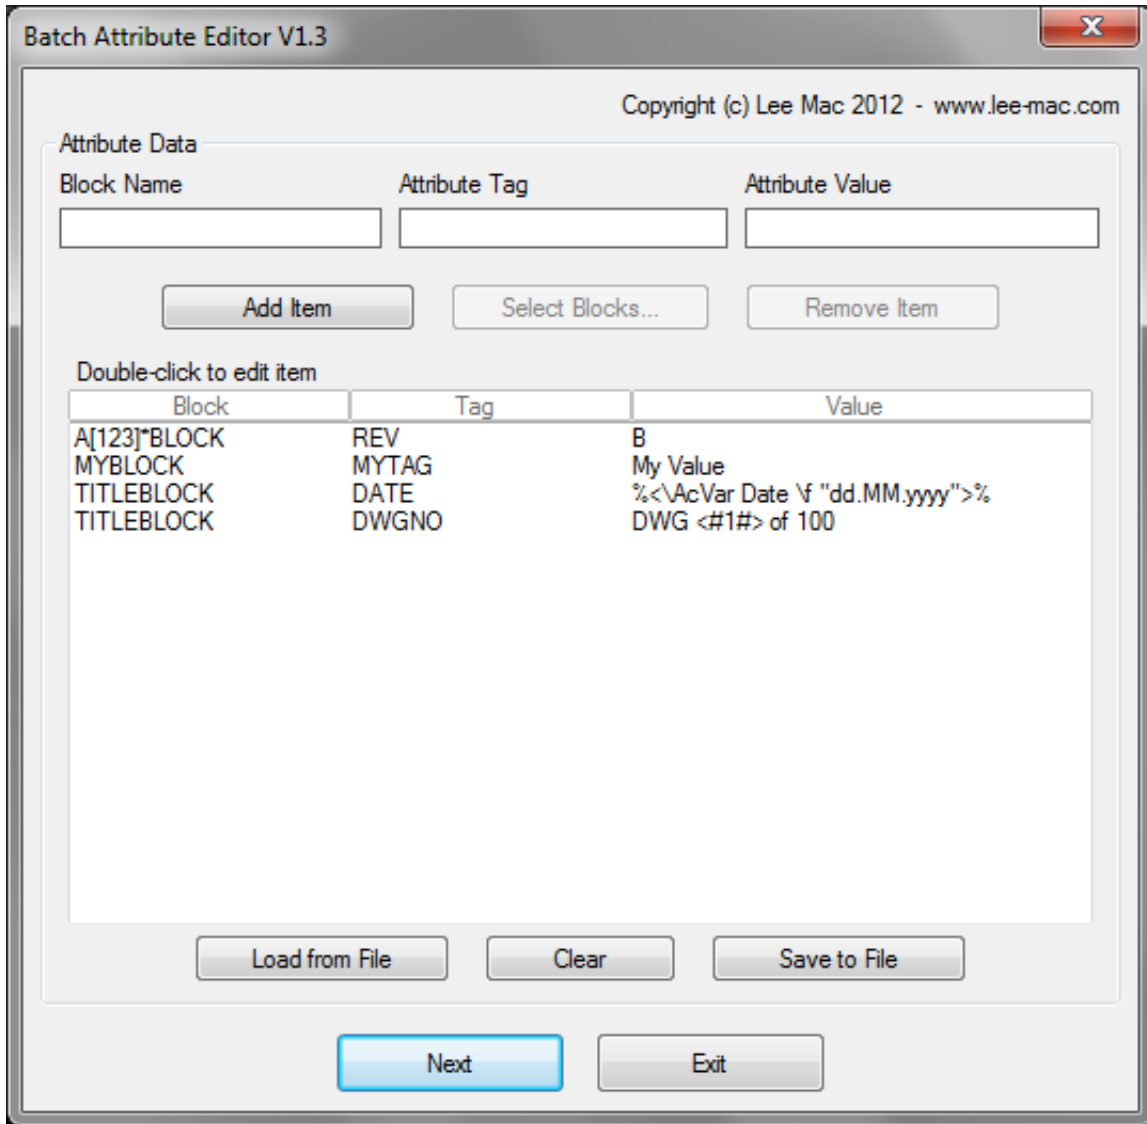 Batch Attribute Editor V1.3
Copyright (c) Lee Mac 2012 - www.lee-mac.com
Attribute Data
Block Name Attribute Tag Attribute Value
Add Item Select Blocks... Remove Item
Double-click to edit item
Block Tag Value
A[123]*BLOCK REV B
MYBLOCK MYTAG My Value
TITLEBLOCK DATE %<\AcVar Date \f "dd.MM.yyyy">%
TITLEBLOCK DWGNO DWG <#1#> of 100
Load from File Clear Save to File
Next Exit